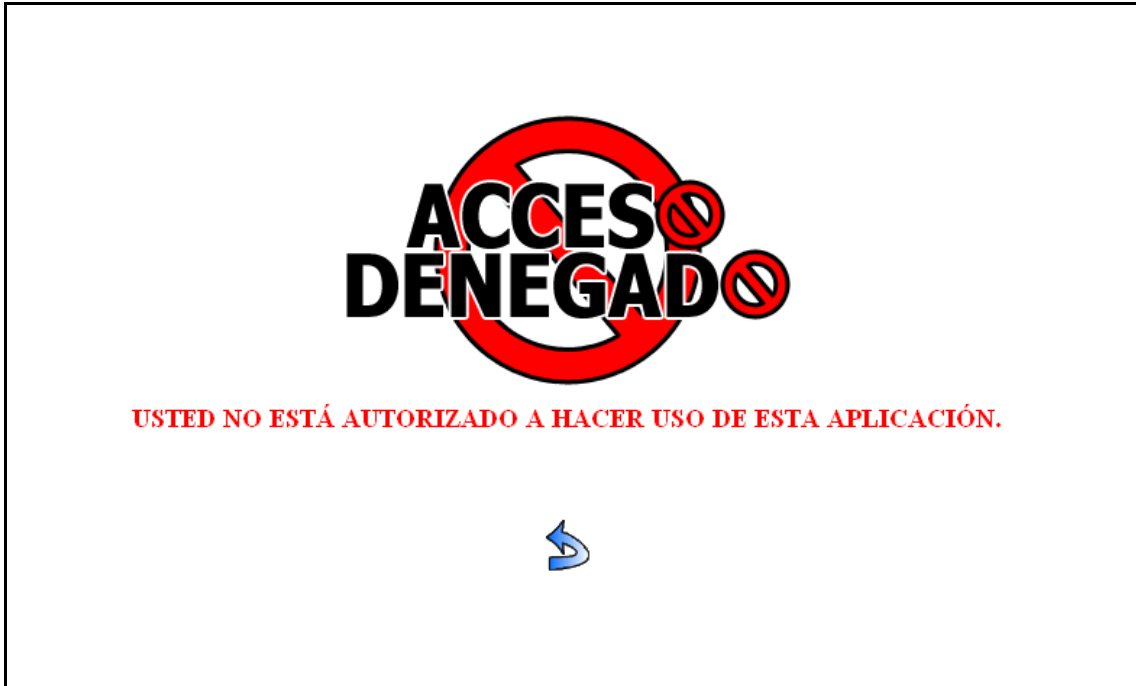 ACCESO
DENEGADO
USTED NO ESTÁ AUTORIZADO A HACER USO DE ESTA APLICACIÓN.